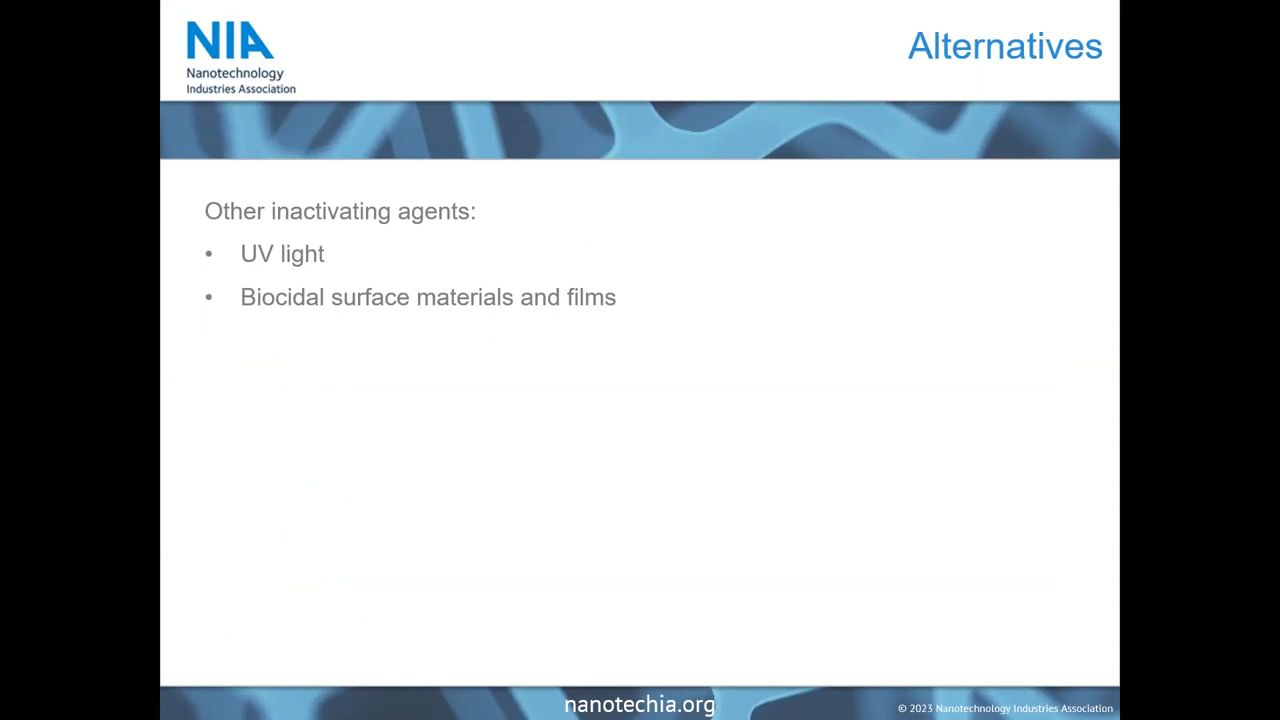 NIA
Nanotechnology
Industries Association
Alternatives
Other inactivating agents:
• UV light
• Biocidal surface materials and films
nanotechia.org
© 2023 Nanotechnology Industries Association